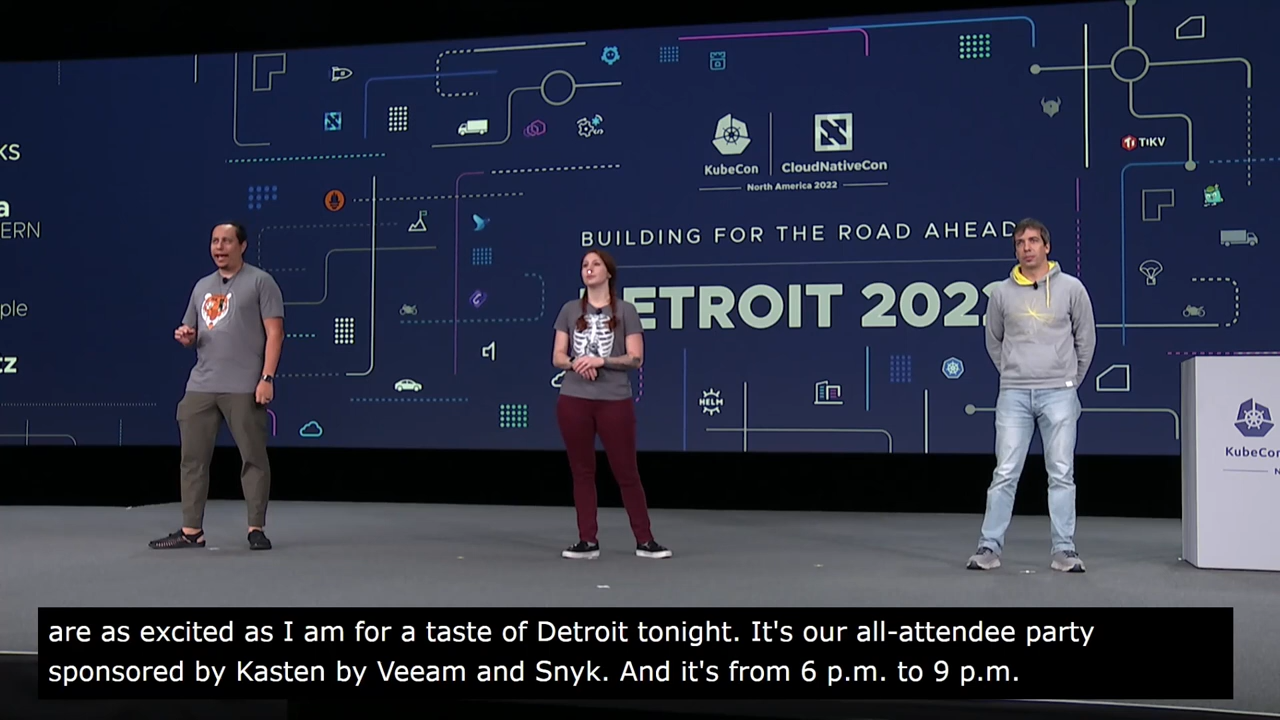 KS
a
ERN
ple
tz
KubeCon
CloudNativeCon
North America 2022
TiKV
BUILDING FOR THE ROAD AHEAD
ETROIT 202
HELM
KubeCon
N
are as excited as I am for a taste of Detroit tonight. It's our all-attendee party
sponsored by Kasten by Veeam and Snyk. And it's from 6 p.m. to 9 p.m.